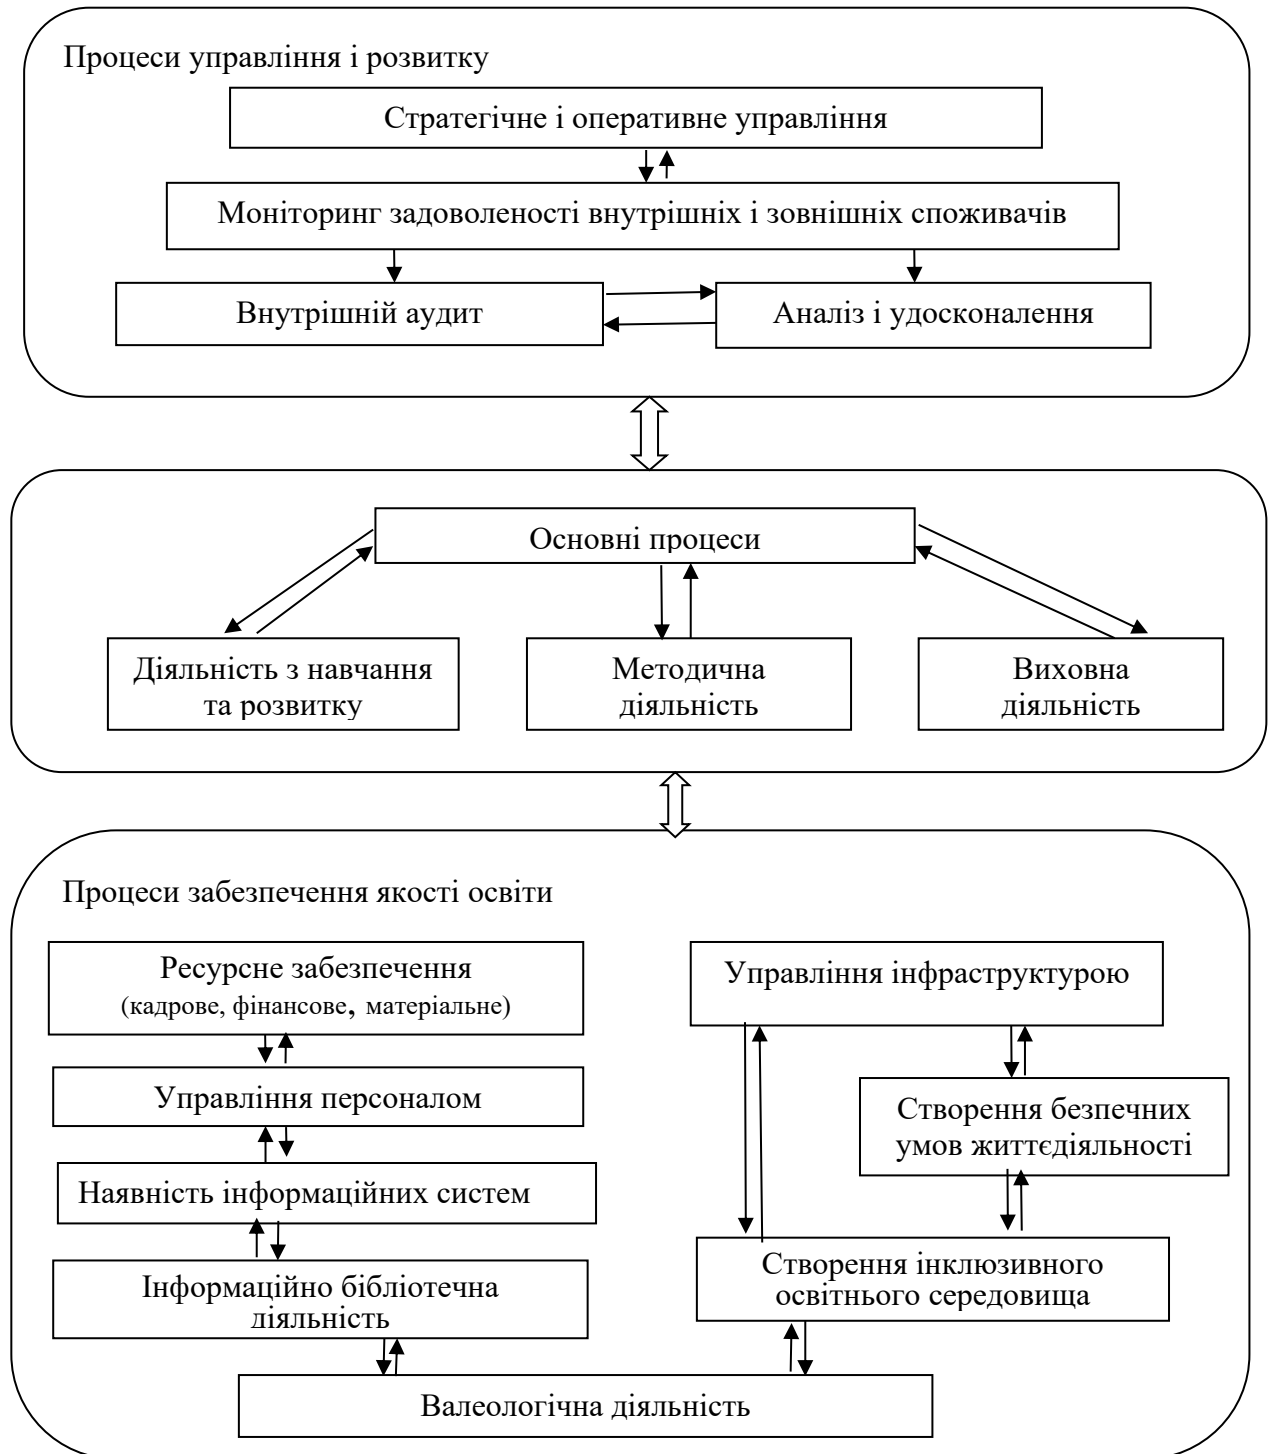 Процеси управління і розвитку
Стратегічне і оперативне управління
Моніторинг задоволеності внутрішніх і зовнішніх споживачів
Внутрішній аудит
Аналіз і удосконалення
Основні процеси
Діяльність з навчання
та розвитку
Методична
діяльність
Виховна
діяльність
Процеси забезпечення якості освіти
Ресурсне забезпечення
(кадрове, фінансове, матеріальне)
Управління персоналом
Наявність інформаційних систем
Інформаційно бібліотечна
діяльність
Управління інфраструктурою
Створення безпечних
умов життєдіяльності
Створення інклюзивного
освітнього середовища
Валеологічна діяльність